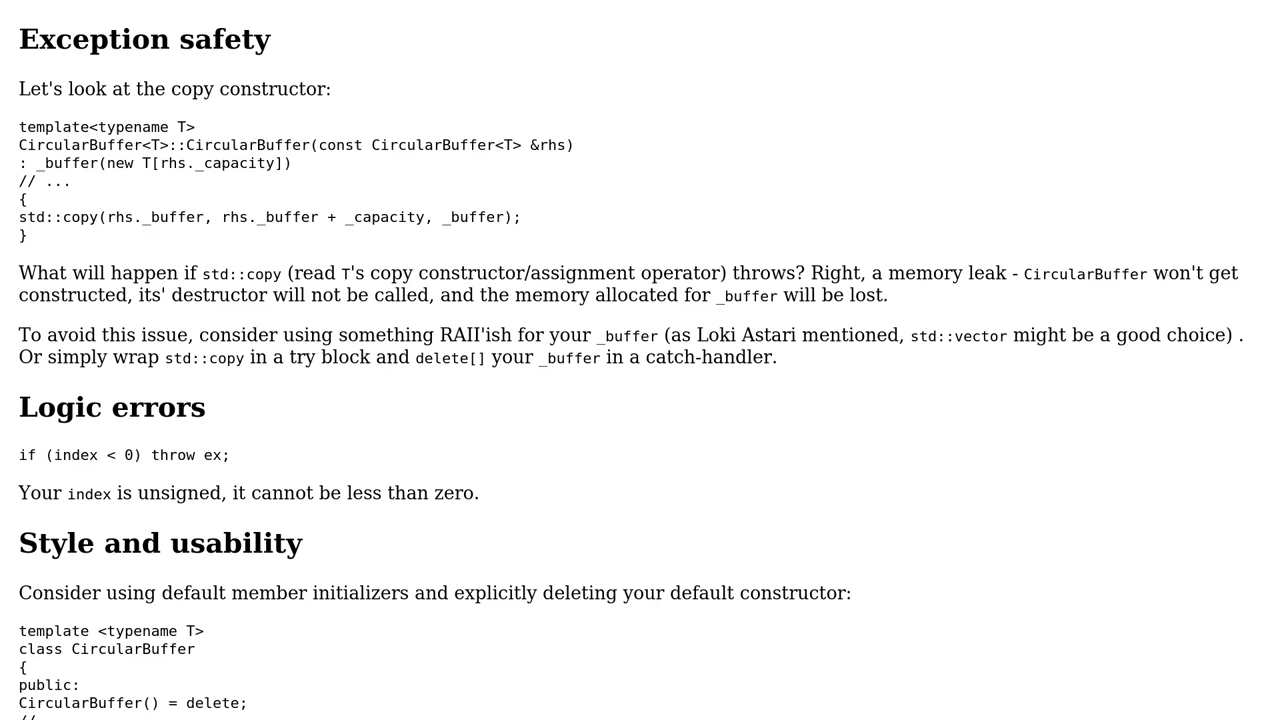 Exception safety
Let's look at the copy constructor:
template<typename T>
CircularBuffer<T>::CircularBuffer(const CircularBuffer<T> &rhs)
: _buffer(new T[rhs._capacity])
// ...
{
std::copy(rhs._buffer, rhs._buffer + _capacity, _buffer);
}
What will happen if std::copy (read T's copy constructor/assignment operator) throws? Right, a memory leak - CircularBuffer won't get
constructed, its' destructor will not be called, and the memory allocated for _buffer will be lost.
To avoid this issue, consider using something RAII'ish for your _buffer (as Loki Astari mentioned, std::vector might be a good choice) .
Or simply wrap std::copy in a try block and delete[] your _buffer in a catch-handler.
Logic errors
if (index < 0) throw ex;
Your index is unsigned, it cannot be less than zero.
Style and usability
Consider using default member initializers and explicitly deleting your default constructor:
template <typename T>
class CircularBuffer
{
public:
CircularBuffer() = delete;
//